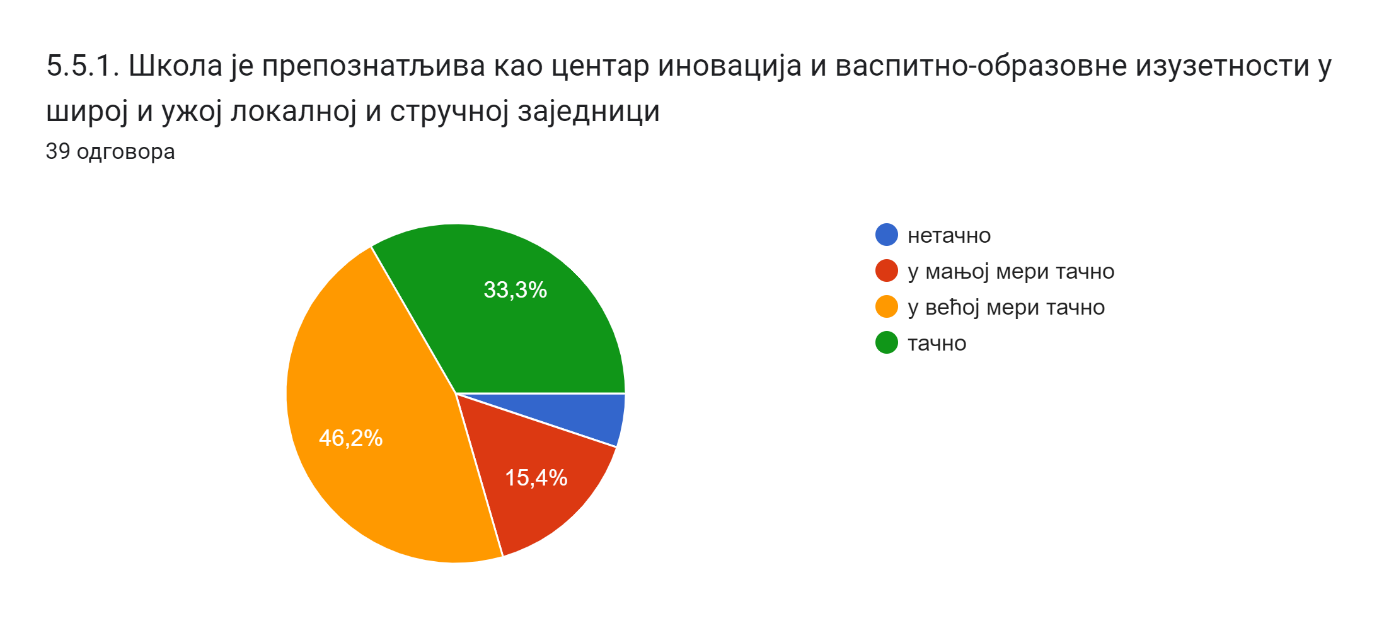 5.5.1. Школа је препознатљива као центар иновација и васпитно-образовне изузетности у
широј и ужој локалној и стручној заједници
39 одговора
33,3%
46,2%
15,4%
нетачно
у мањој мери тачно
у већој мери тачно
тачно